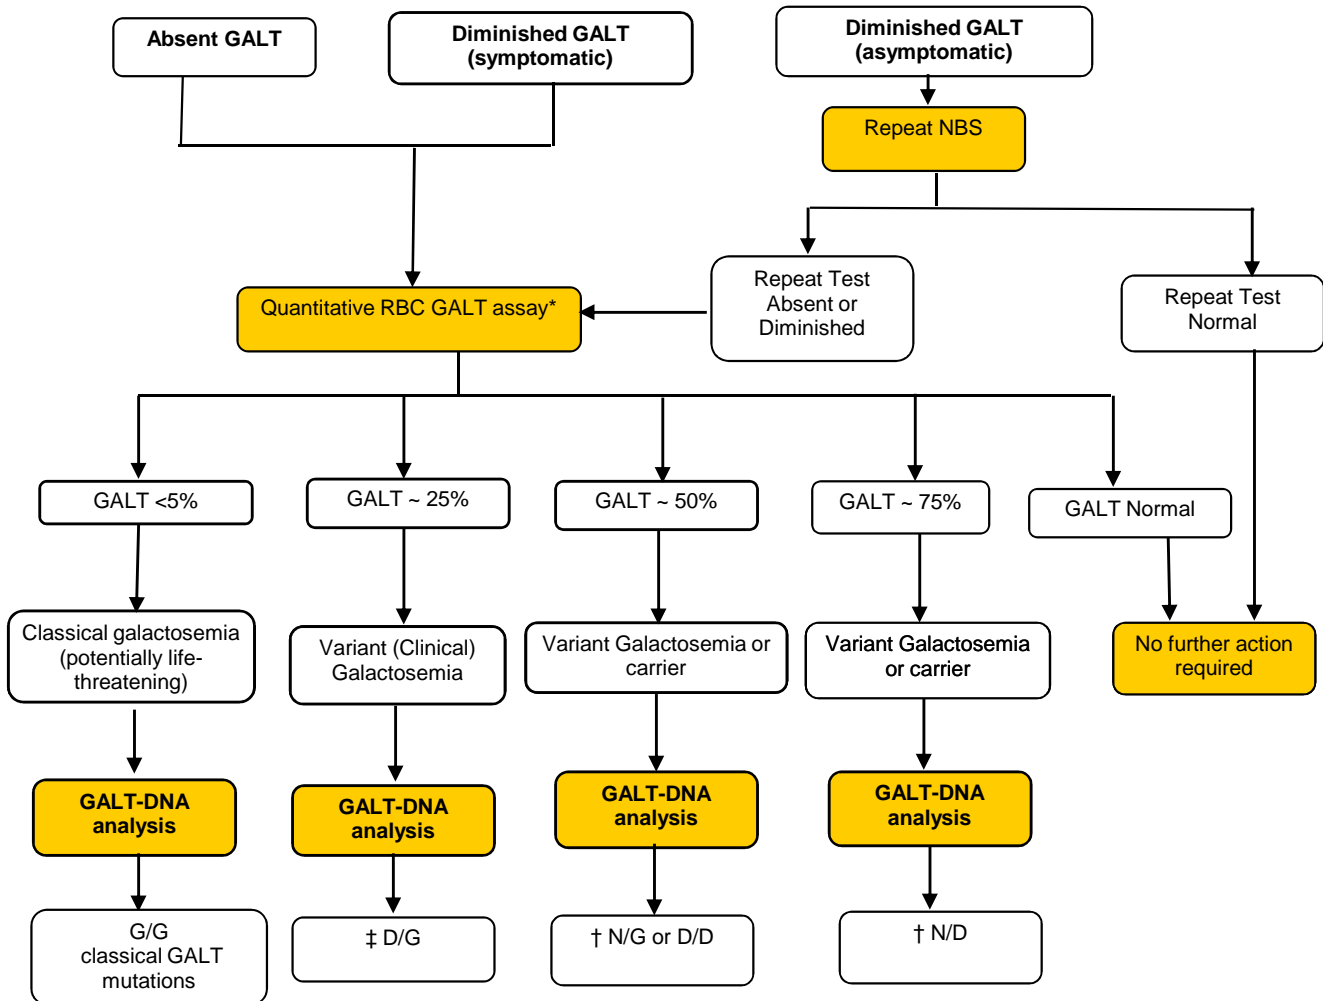 Absent GALT
Diminished GALT
(symptomatic)
Diminished GALT
(asymptomatic)
Repeat NBS
Quantitative RBC GALT assay*
Repeat Test
Absent or
Diminished
Repeat Test
Normal
GALT <5%
GALT ~ 25%
GALT ~ 50%
GALT ~ 75%
GALT Normal
Classical galactosemia
(potentially life-
threatening)
Variant (Clinical)
Galactosemia
Variant Galactosemia or
carrier
Variant Galactosemia
or carrier
No further action
required
GALT-DNA
analysis
GALT-DNA
analysis
GALT-DNA
analysis
GALT-DNA
analysis
G/G
classical GALT
mutations
‡ D/G
† N/G or D/D
† N/D